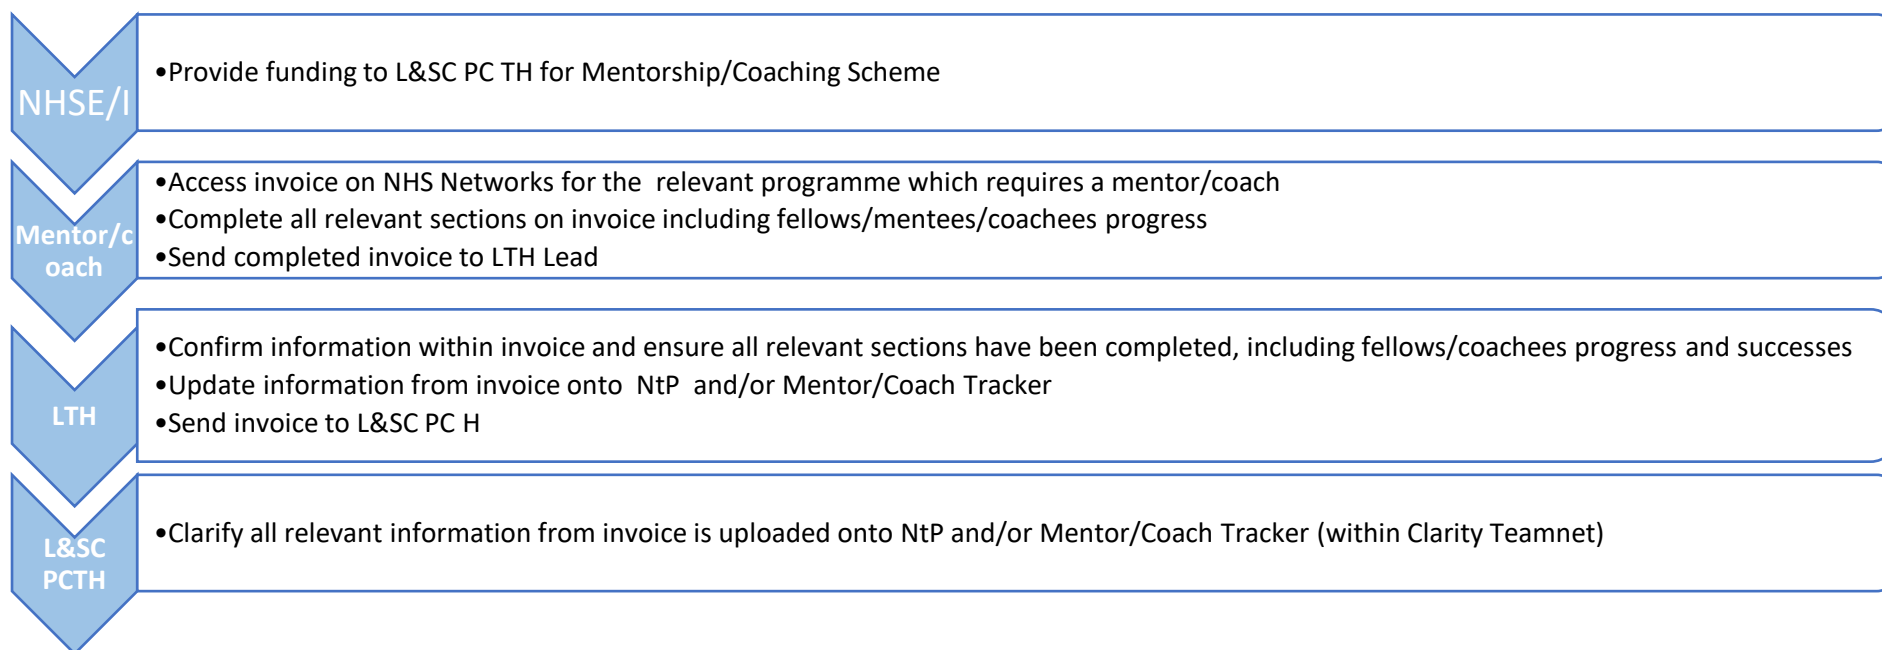 NHSE/I
•Provide funding to L&SC PC TH for Mentorship/Coaching Scheme
Mentor/c
oach
•Access invoice on NHS Networks for the  relevant programme which requires a mentor/coach
•Complete all relevant sections on invoice including fellows/mentees/coachees progress
•Send completed invoice to LTH Lead
LTH
•Confirm information within invoice and ensure all relevant sections have been completed, including fellows/coachees progress and successes
•Update information from invoice onto  NtP  and/or Mentor/Coach Tracker
•Send invoice to L&SC PC H
L&SC
PCTH
•Clarify all relevant information from invoice is uploaded onto NtP and/or Mentor/Coach Tracker (within Clarity Teamnet)